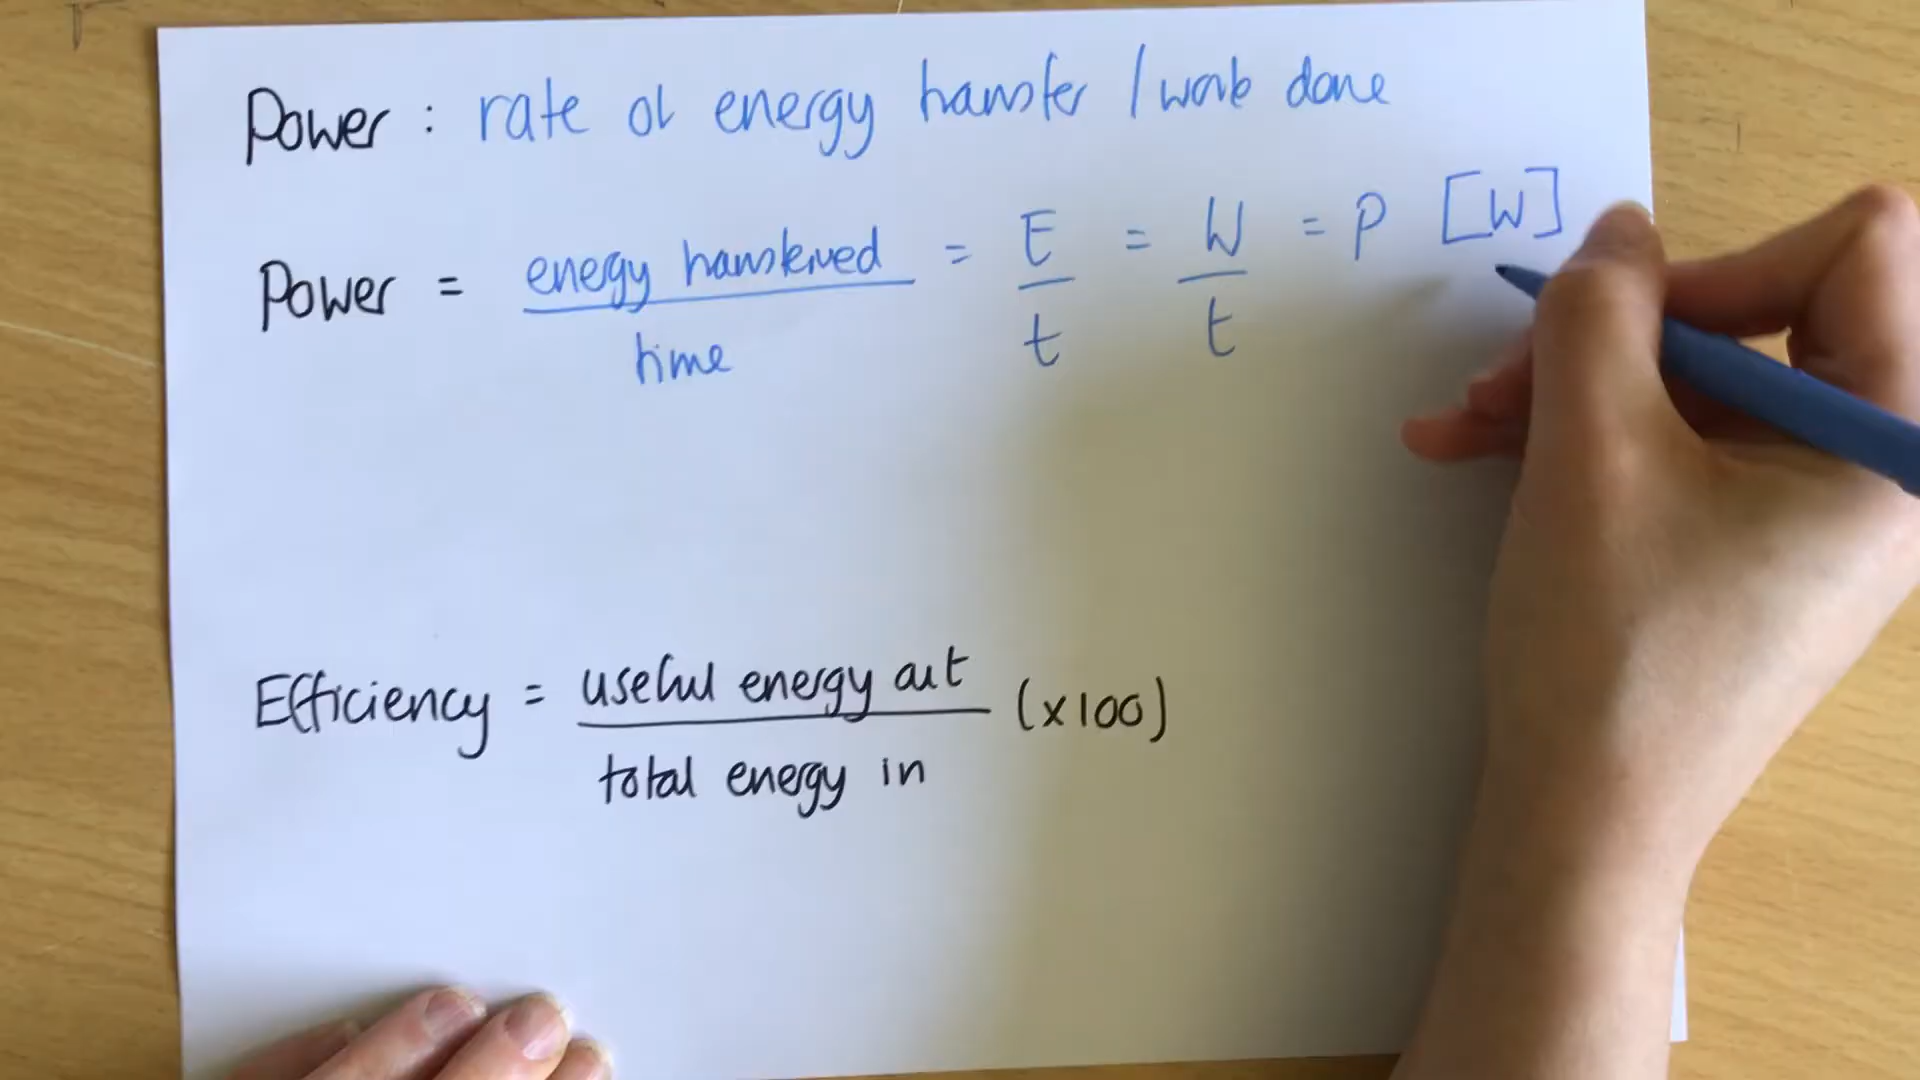 Power : rate of energy transfer / work done
Power = energy transferred / time = E / t = W / t = P [W]
Efficiency = useful energy out / total energy in (x100)